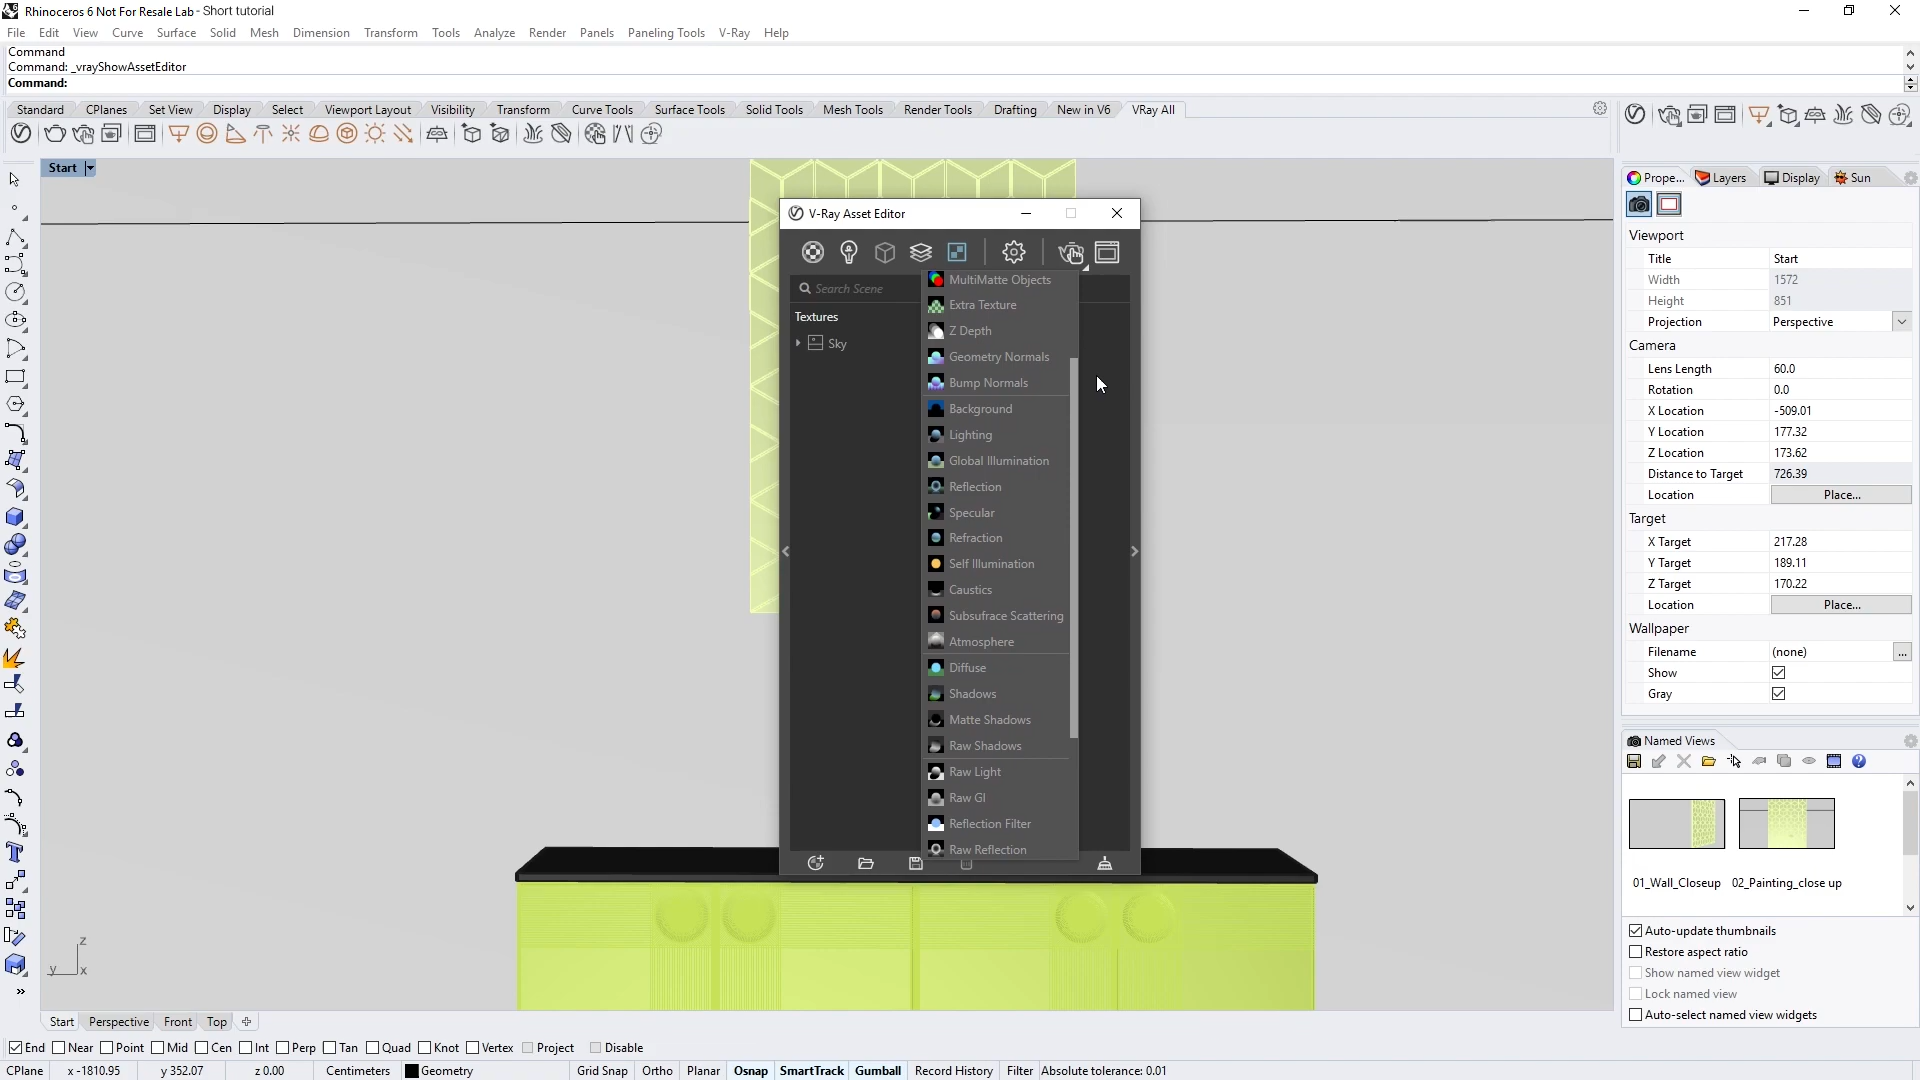 Rhinoceros 6 Not For Resale Lab - Short tutorial
File Edit View Curve Surface Solid Mesh Dimension Transform Tools Analyze Render Panels Paneling Tools V-Ray Help
Command
Command: _vrayShowAssetEditor
Command:
Standard CPlanes Set View Display Select Viewport Layout Visibility Transform Curve Tools Surface Tools Solid Tools Mesh Tools Render Tools Drafting New in V6 VRay All
Start
V-Ray Asset Editor
Search Scene
Textures
Sky
MultiMatte Objects
Extra Texture
Z Depth
Geometry Normals
Bump Normals
Background
Lighting
Global Illumination
Reflection
Specular
Refraction
Self Illumination
Caustics
Subsufrace Scattering
Atmosphere
Diffuse
Shadows
Matte Shadows
Raw Shadows
Raw Light
Raw GI
Reflection Filter
Raw Reflection
z
y x
Prope... Layers Display Sun
Viewport
Title Start
Width 1572
Height 851
Projection Perspective
Camera
Lens Length 60.0
Rotation 0.0
X Location -509.01
Y Location 177.32
Z Location 173.62
Distance to Target 726.39
Location Place...
Target
X Target 217.28
Y Target 189.11
Z Target 170.22
Location Place...
Wallpaper
Filename (none) ...
Show
Gray
Named Views
01_Wall_Closeup 02_Painting_close up
Auto-update thumbnails
Restore aspect ratio
Show named view widget
Lock named view
Auto-select named view widgets
Start Perspective Front Top
End Near Point Mid Cen Int Perp Tan Quad Knot Vertex Project Disable
CPlane x -1810.95 y 352.07 z 0.00 Centimeters Geometry Grid Snap Ortho Planar Osnap SmartTrack Gumball Record History Filter Absolute tolerance: 0.01